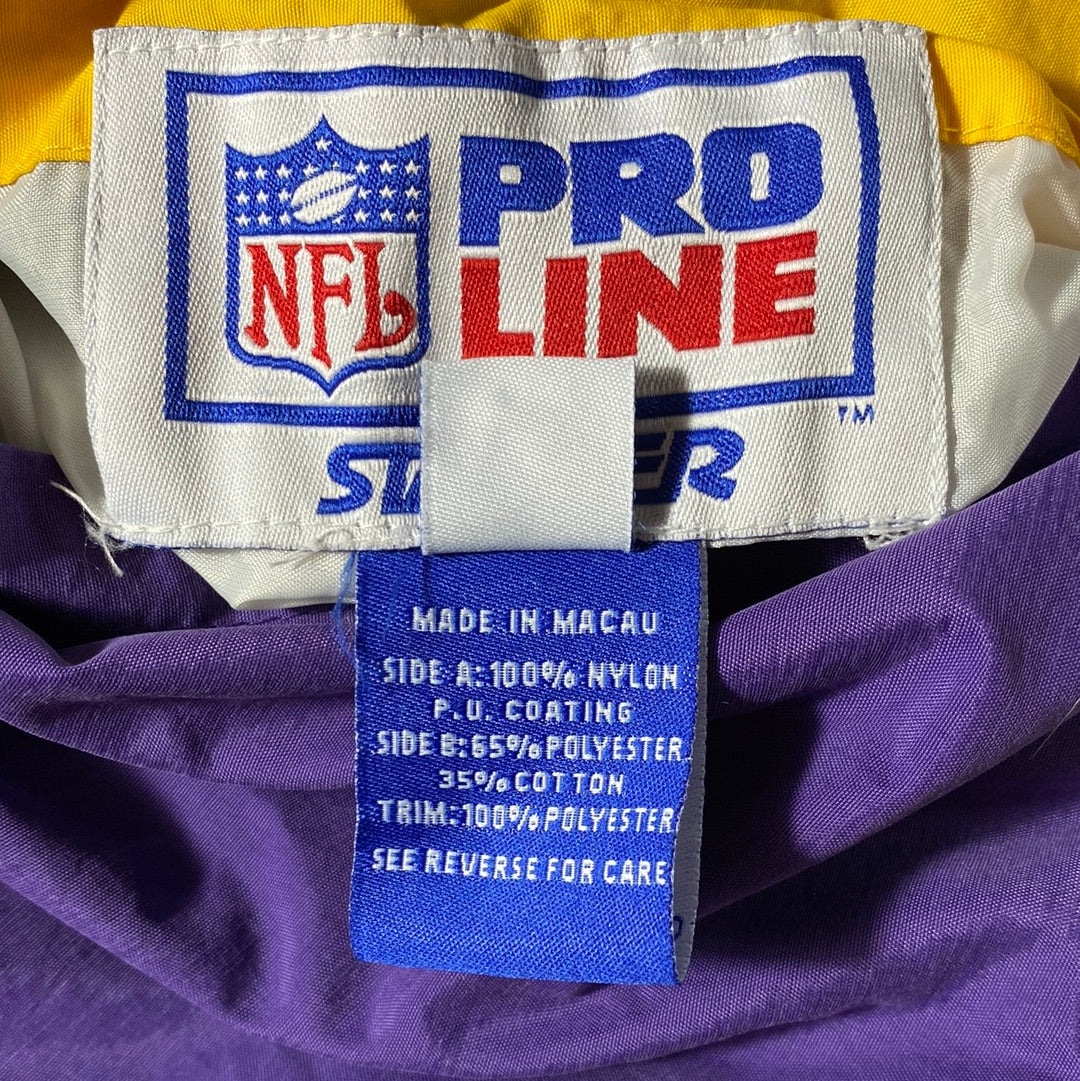 NFL
PRO
LINE
TM
MADE IN MACAU
SIDE A: 100% NYLON
P.U. COATING
SIDE B: 65% POLYESTER
35% COTTON
TRIM: 100% POLYESTER
SEE REVERSE FOR CARE